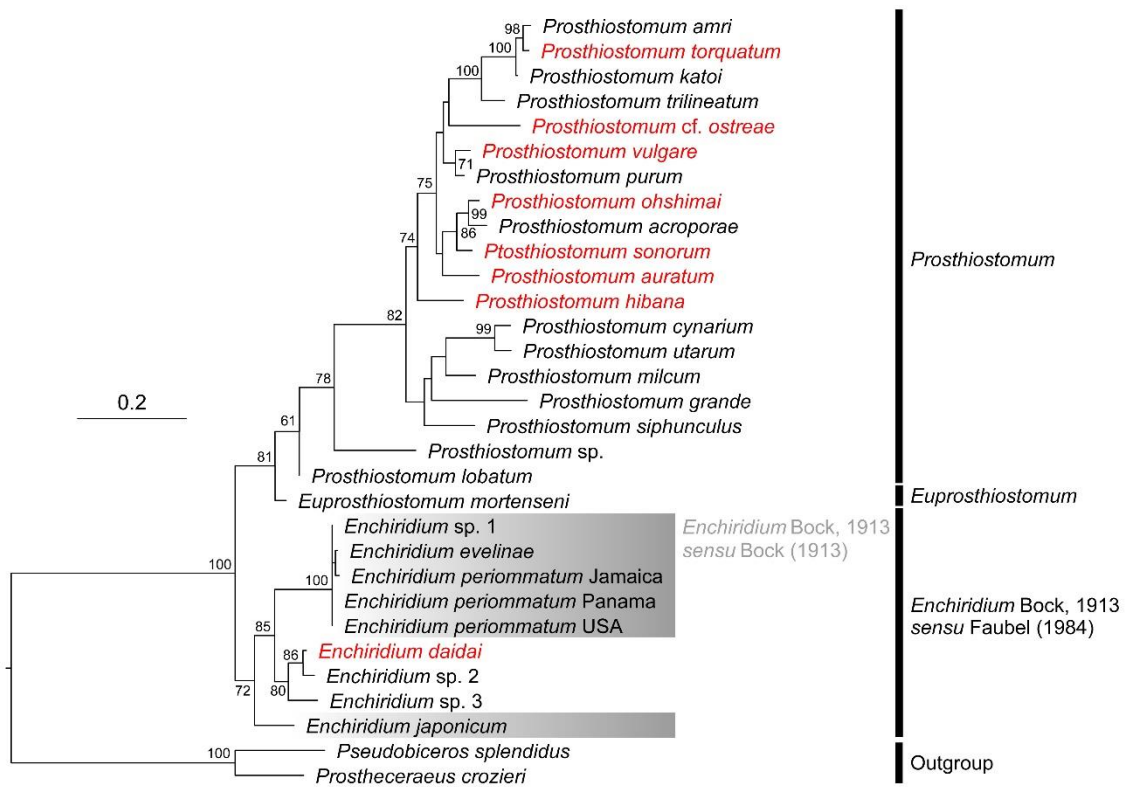 98
Prosthiostomum amri
100
Prosthiostomum torquatum
100
Prosthiostomum katoi
Prosthiostomum trilineatum
Prosthiostomum cf. ostreae
Prosthiostomum vulgare
71
75
Prosthiostomum purum
Prosthiostomum ohshimai
99
Prosthiostomum acroporae
86
74
Ptosthiostomum sonorum
Prosthiostomum
Prosthiostomum auratum
Prosthiostomum hibana
82
99
Prosthiostomum cynarium
Prosthiostomum utarum
78
Prosthiostomum milcum
0.2
Prosthiostomum grande
61
Prosthiostomum siphunculus
Prosthiostomum sp.
81
Prosthiostomum lobatum
Euprosthiostomum mortenseni
Euprosthiostomum
Enchiridium sp. 1
Enchiridium Bock, 1913
sensu Bock (1913)
Enchiridium evelinae
100
Enchiridium periommatum Jamaica
100
Enchiridium periommatum Panama
Enchiridium Bock, 1913
sensu Faubel (1984)
Enchiridium periommatum USA
85
86
Enchiridium daidai
Enchiridium sp. 2
72
80
Enchiridium sp. 3
Enchiridium japonicum
100
Pseudobiceros splendidus
Outgroup
Prostheceraeus crozieri